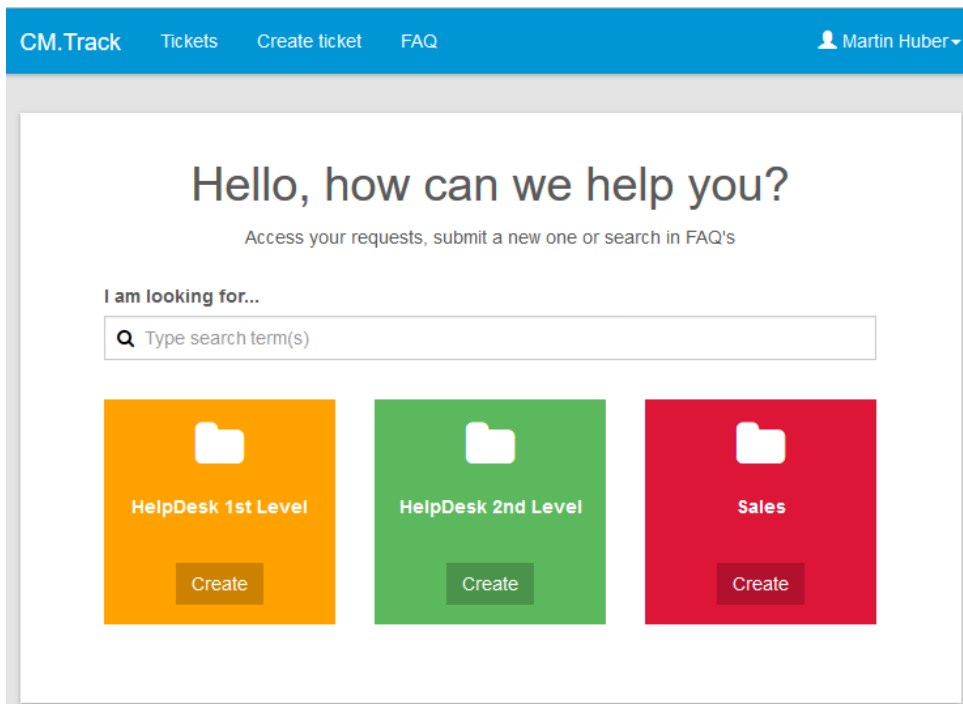 CM.Track Tickets Create ticket FAQ Martin Huber
Hello, how can we help you?
Access your requests, submit a new one or search in FAQ's
I am looking for...
Type search term(s)
HelpDesk 1st Level HelpDesk 2nd Level Sales
Create Create Create